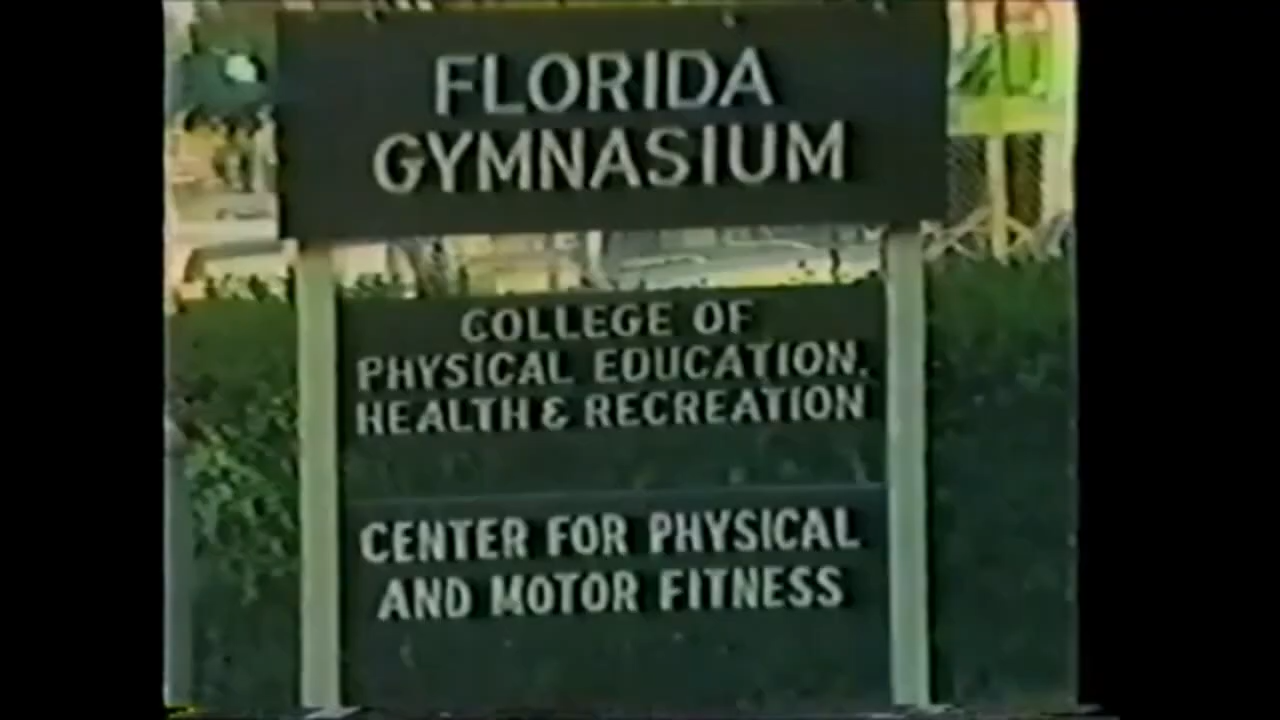 FLORIDA
GYMNASIUM
COLLEGE OF
PHYSICAL EDUCATION,
HEALTH & RECREATION
CENTER FOR PHYSICAL
AND MOTOR FITNESS